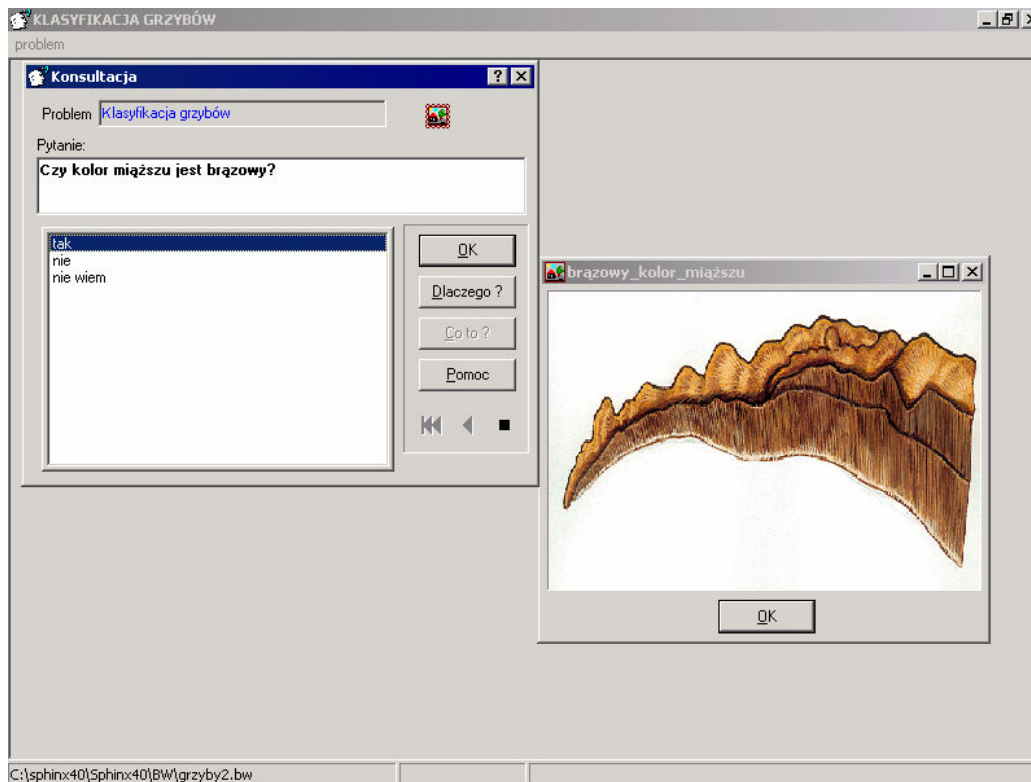 KLASYFIKACJA GRZYBÓW
problem
Konsultacja
Problem Klasyfikacja grzybów
Pytanie:
Czy kolor miąższu jest brązowy?
tak
nie
nie wiem
OK
Dlaczego ?
Co to ?
Pomoc
brązowy_kolor_miąższu
OK
C:\sphinx40\Sphinx40\BW\grzyby2.bw